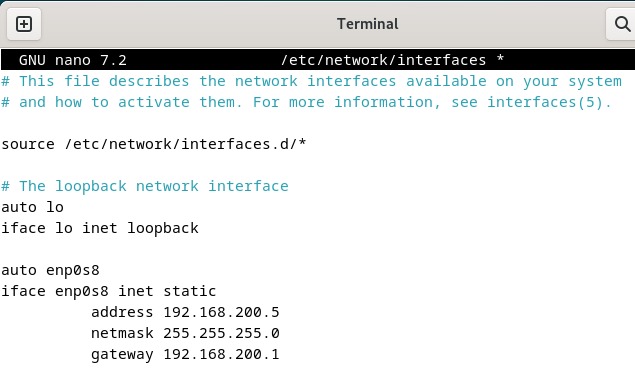 Terminal
GNU nano 7.2 /etc/network/interfaces *
# This file describes the network interfaces available on your system
# and how to activate them. For more information, see interfaces(5).
source /etc/network/interfaces.d/*
# The loopback network interface
auto lo
iface lo inet loopback
auto enp0s8
iface enp0s8 inet static
address 192.168.200.5
netmask 255.255.255.0
gateway 192.168.200.1